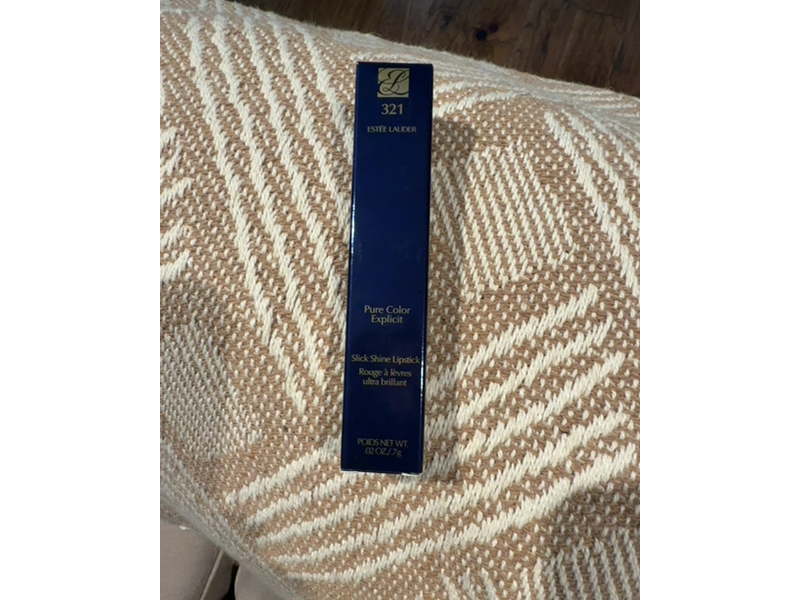 EL
321
ESTĒE LAUDER
Pure Color
Explicit
Slick Shine Lipstick
Rouge à lèvres
ultra brillant
POIDS NET WT.
.02 OZ./.7g